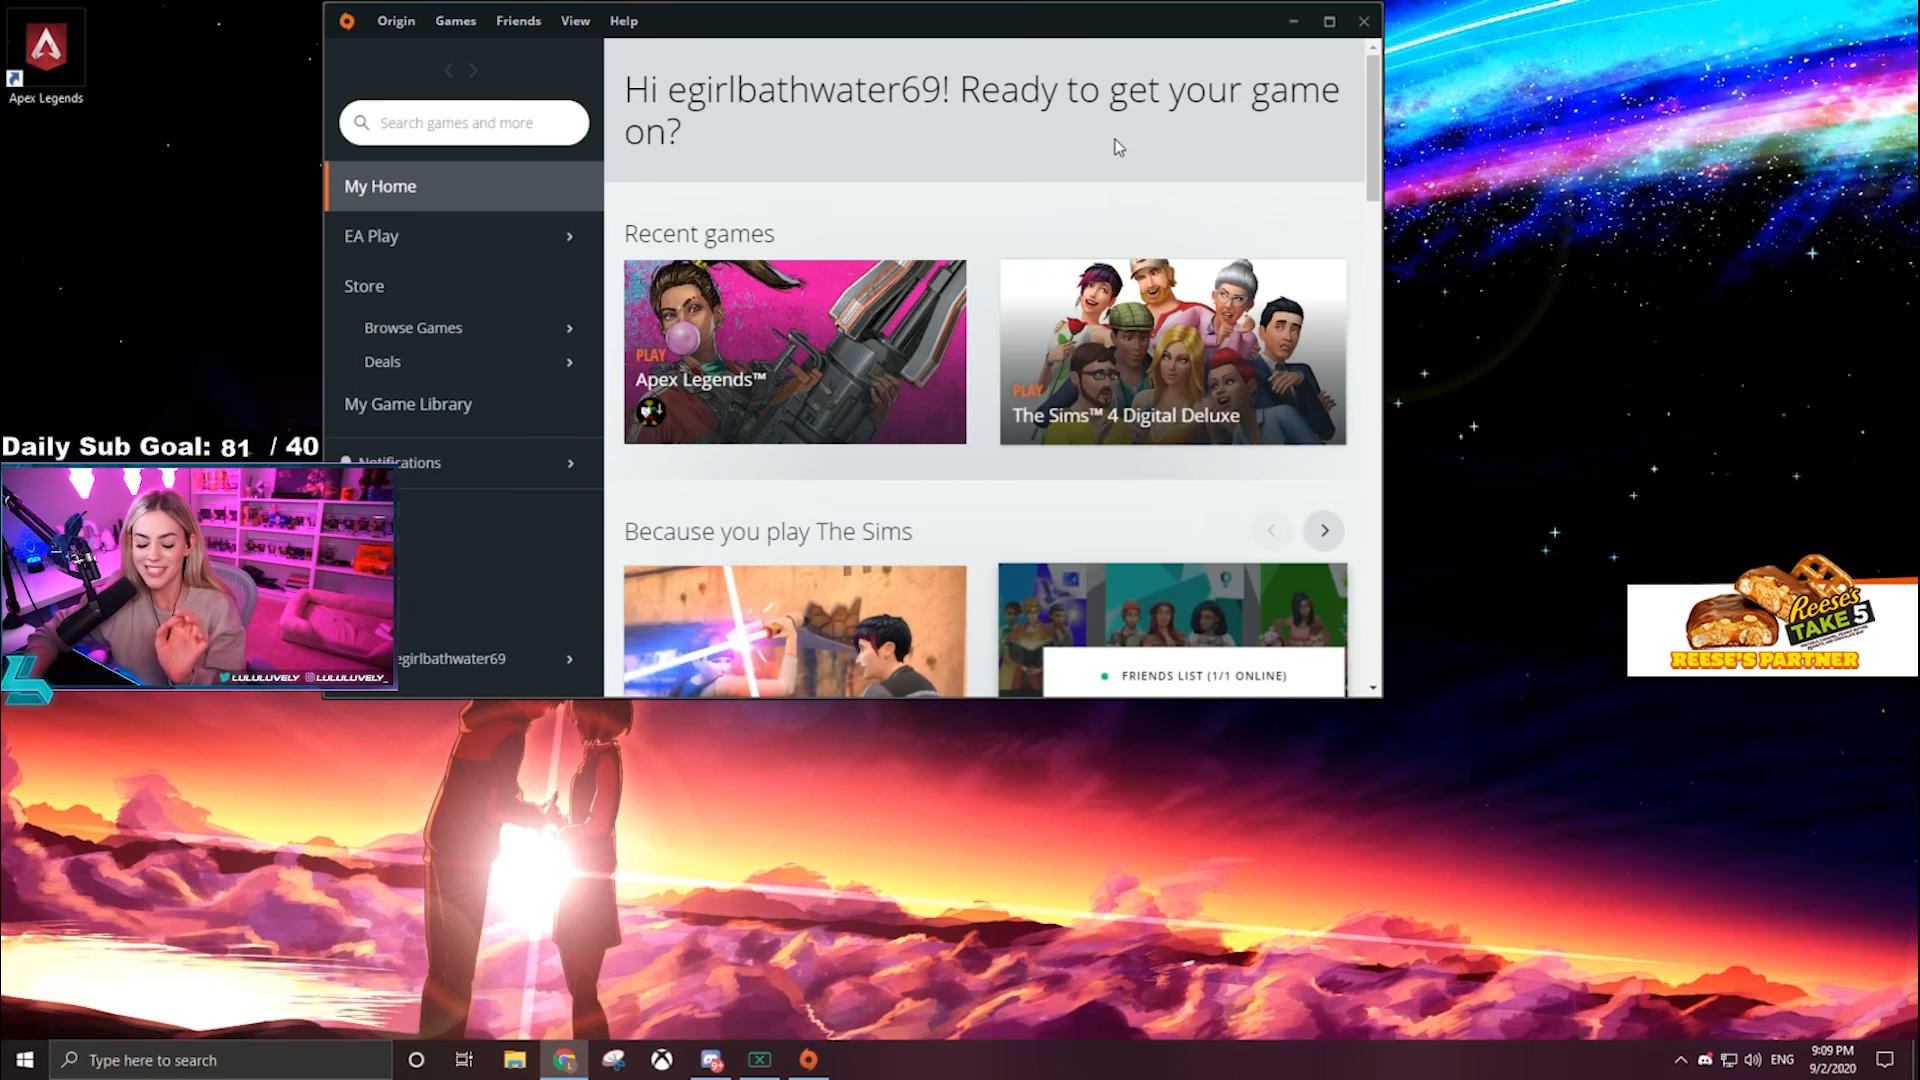 Apex Legends
Origin Games Friends View Help
Search games and more
My Home
EA Play
Store
Browse Games
Deals
My Game Library
Notifications
egirlbathwater69
Hi egirlbathwater69! Ready to get your game
on?
Recent games
PLAY
Apex Legends™
PLAY
The Sims™ 4 Digital Deluxe
Because you play The Sims
FRIENDS LIST (1/1 ONLINE)
Daily Sub Goal: 81 / 40
LULULUVELY LULULUVELY_
REESE'S
TAKE 5
REESE'S PARTNER
Type here to search
9+
ENG
9:09 PM
9/2/2020